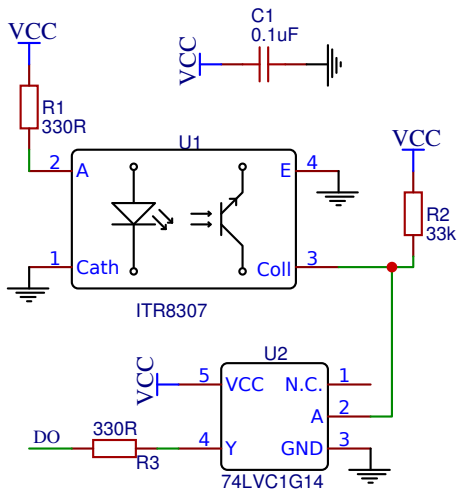 C1
0.1uF
VCC
VCC
R1
330R
U1
2 A
E 4
VCC
R2
33k
1 Cath
Coll 3
ITR8307
U2
VCC
5 VCC
N.C. 1
A 2
DO
330R
R3
4 Y
GND 3
74LVC1G14